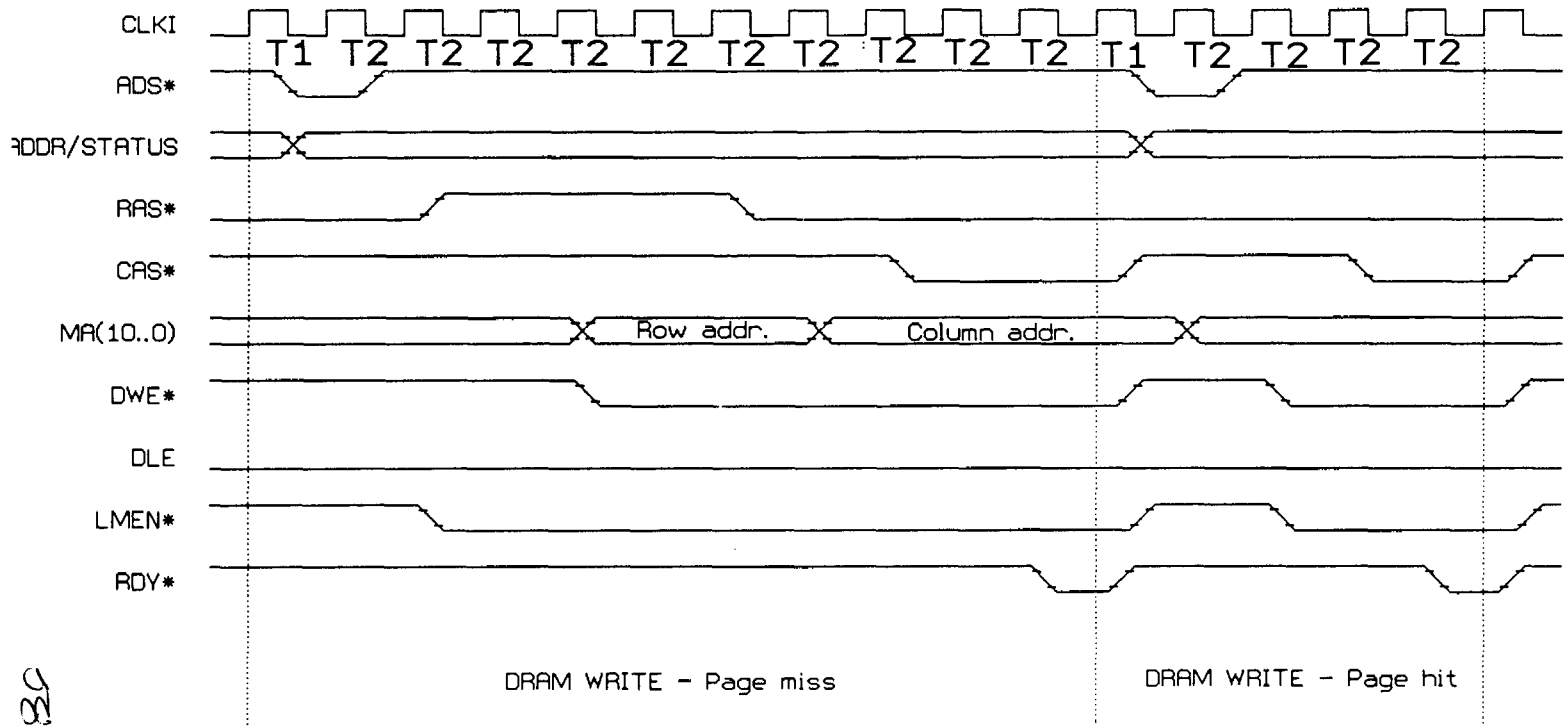 CLKI
T1 T2 T2 T2 T2 T2 T2 T2 T2 T2 T2 T1 T2 T2 T2 T2
ADS*
ADDR/STATUS
RAS*
CAS*
MA(10..0) Row addr. Column addr.
DWE*
DLE
LMEN*
RDY*
DRAM WRITE - Page miss DRAM WRITE - Page hit